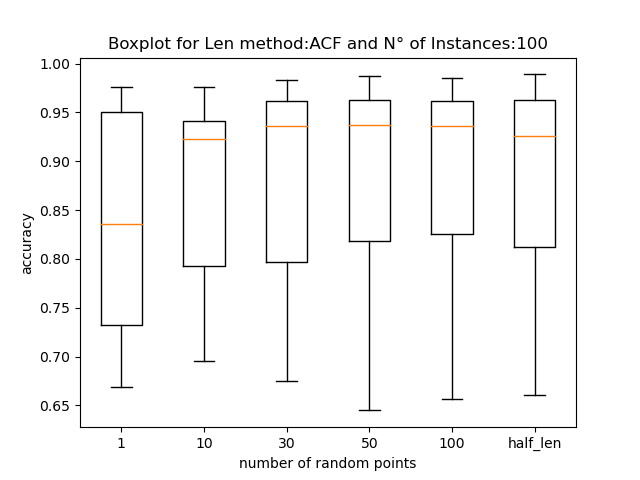 Boxplot for Len method:ACF and N° of Instances:100
1.00
0.95
0.90
0.85
0.80
0.75
0.70
0.65
accuracy
1 10 30 50 100 half_len
number of random points